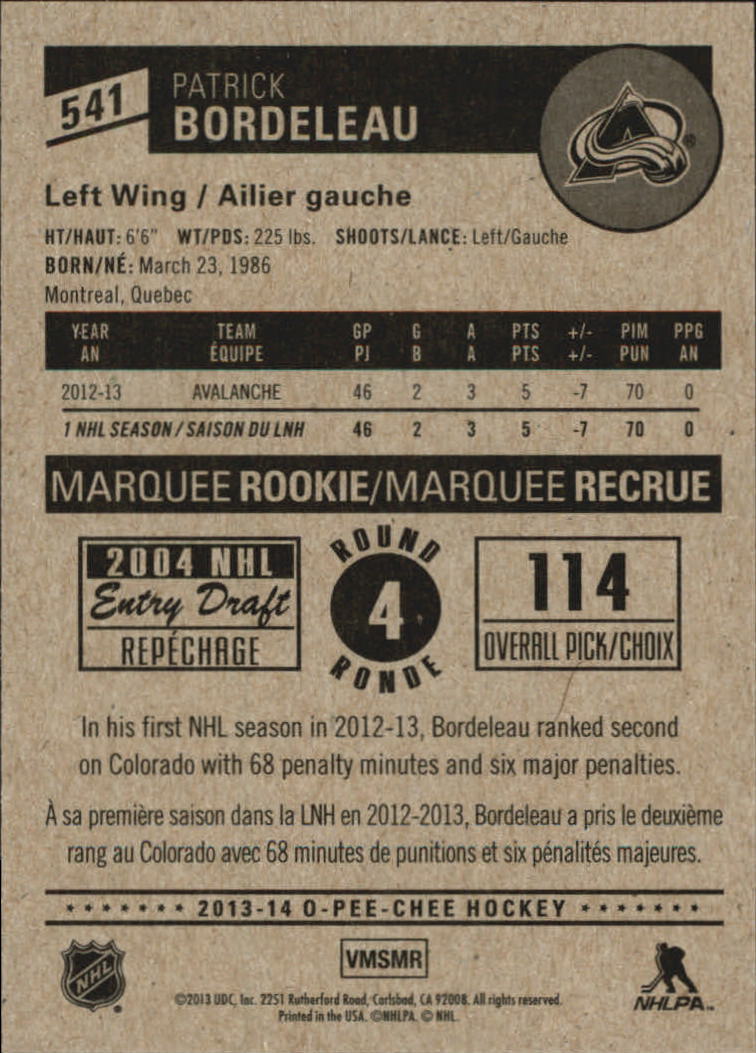 541
PATRICK
BORDELEAU
Left Wing / Ailier gauche
HT/HAUT: 6'6" WT/PDS: 225 lbs. SHOOTS/LANCE: Left/Gauche
BORN/NÉ: March 23, 1986
Montreal, Quebec
YEAR TEAM GP G A PTS +/- PIM PPG
AN ÉQUIPE PJ B A PTS +/- PUN AN
2012-13 AVALANCHE 46 2 3 5 -7 70 0
1 NHL SEASON / SAISON DU LNH 46 2 3 5 -7 70 0
MARQUEE ROOKIE/MARQUEE RECRUE
2004 NHL
Entry Draft
REPÉCHAGE
ROUND
4
RONDE
114
OVERALL PICK/CHOIX
In his first NHL season in 2012-13, Bordeleau ranked second
on Colorado with 68 penalty minutes and six major penalties.
À sa première saison dans la LNH en 2012-2013, Bordeleau a pris le deuxième
rang au Colorado avec 68 minutes de punitions et six pénalités majeures.
2013-14 O-PEE-CHEE HOCKEY
NHL
VMSMR
NHLPA™
©2013 UDC, Inc. 2251 Rutherford Road, Carlsbad, CA 92008. All rights reserved.
Printed in the USA. ©NHLPA. © NHL.